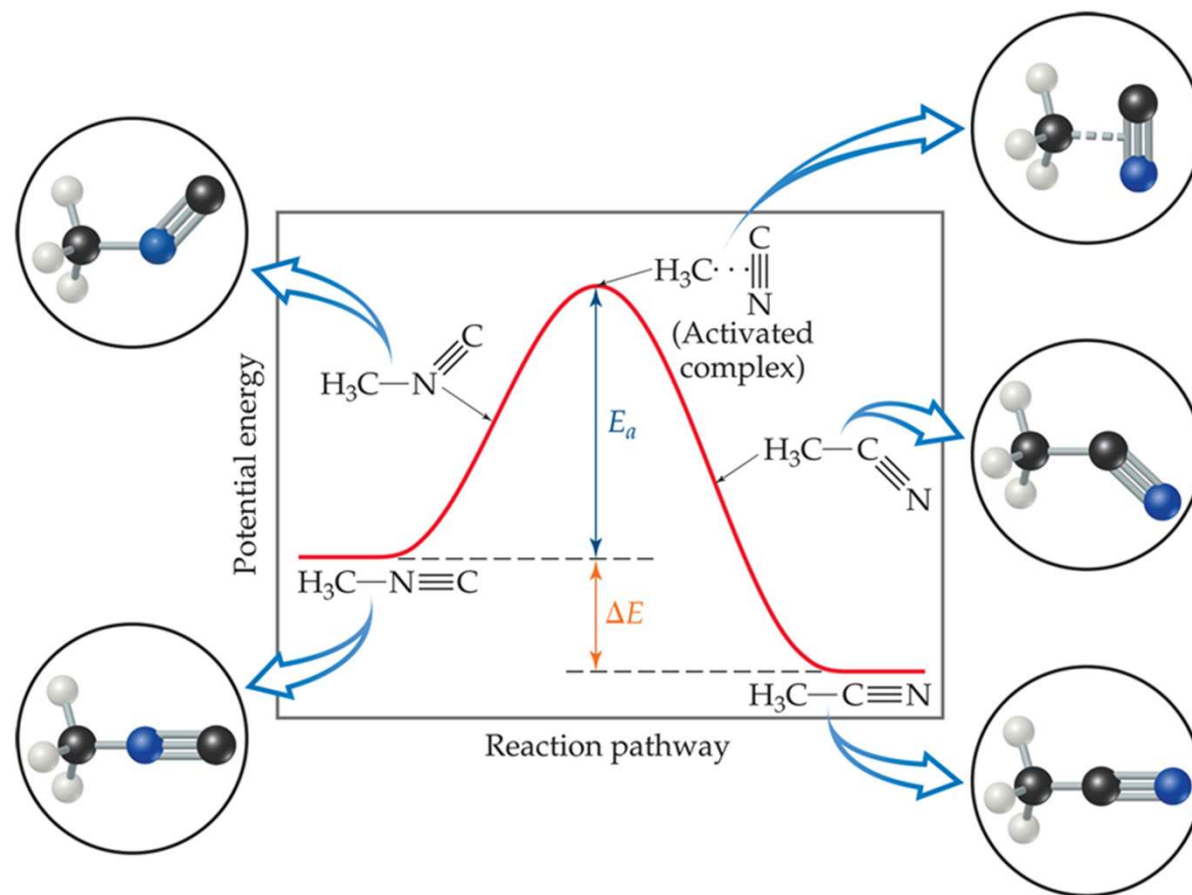 C
H₃C···|||
N
(Activated
complex)
C
H₃C—N
Eₐ
H₃C—C
N
Potential energy
H₃C—N≡C
ΔE
H₃C—C≡N
Reaction pathway